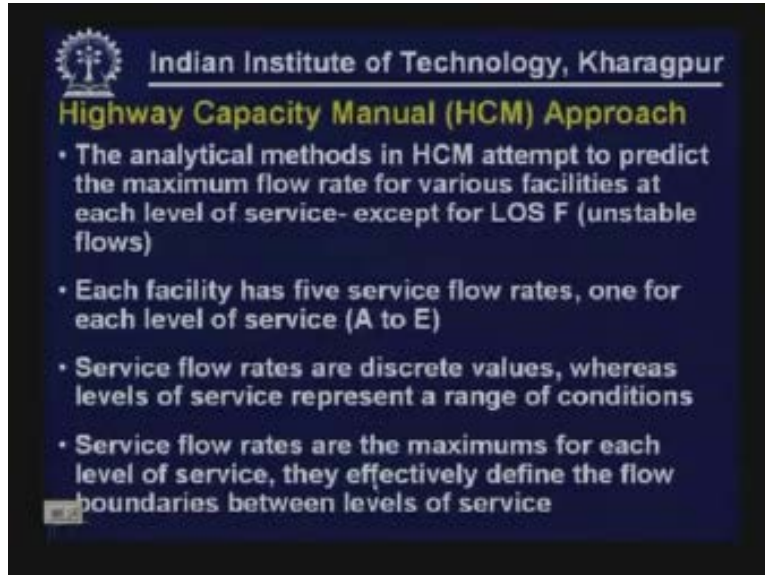 Indian Institute of Technology, Kharagpur
Highway Capacity Manual (HCM) Approach
• The analytical methods in HCM attempt to predict
the maximum flow rate for various facilities at
each level of service- except for LOS F (unstable
flows)
• Each facility has five service flow rates, one for
each level of service (A to E)
• Service flow rates are discrete values, whereas
levels of service represent a range of conditions
• Service flow rates are the maximums for each
level of service, they effectively define the flow
boundaries between levels of service